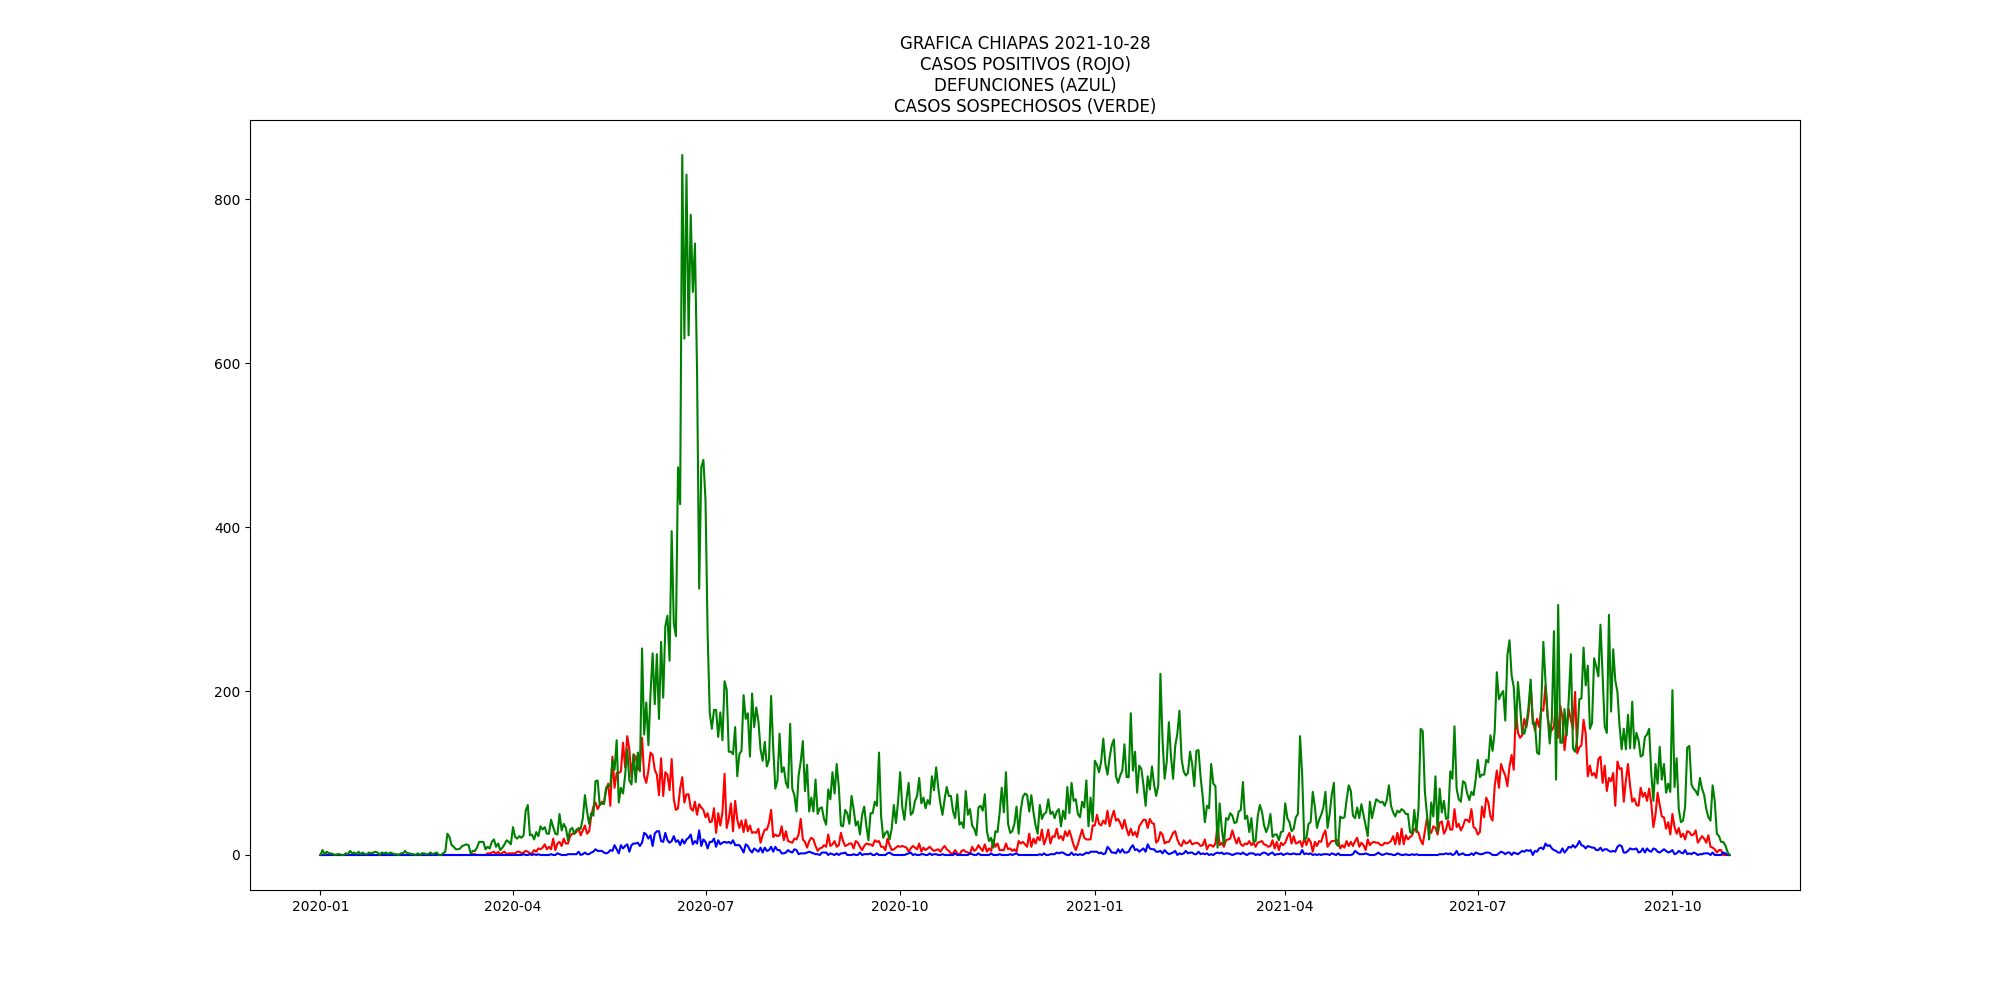 GRAFICA CHIAPAS 2021-10-28
CASOS POSITIVOS (ROJO)
DEFUNCIONES (AZUL)
CASOS SOSPECHOSOS (VERDE)
800
600
400
200
0
2020-01 2020-04 2020-07 2020-10 2021-01 2021-04 2021-07 2021-10